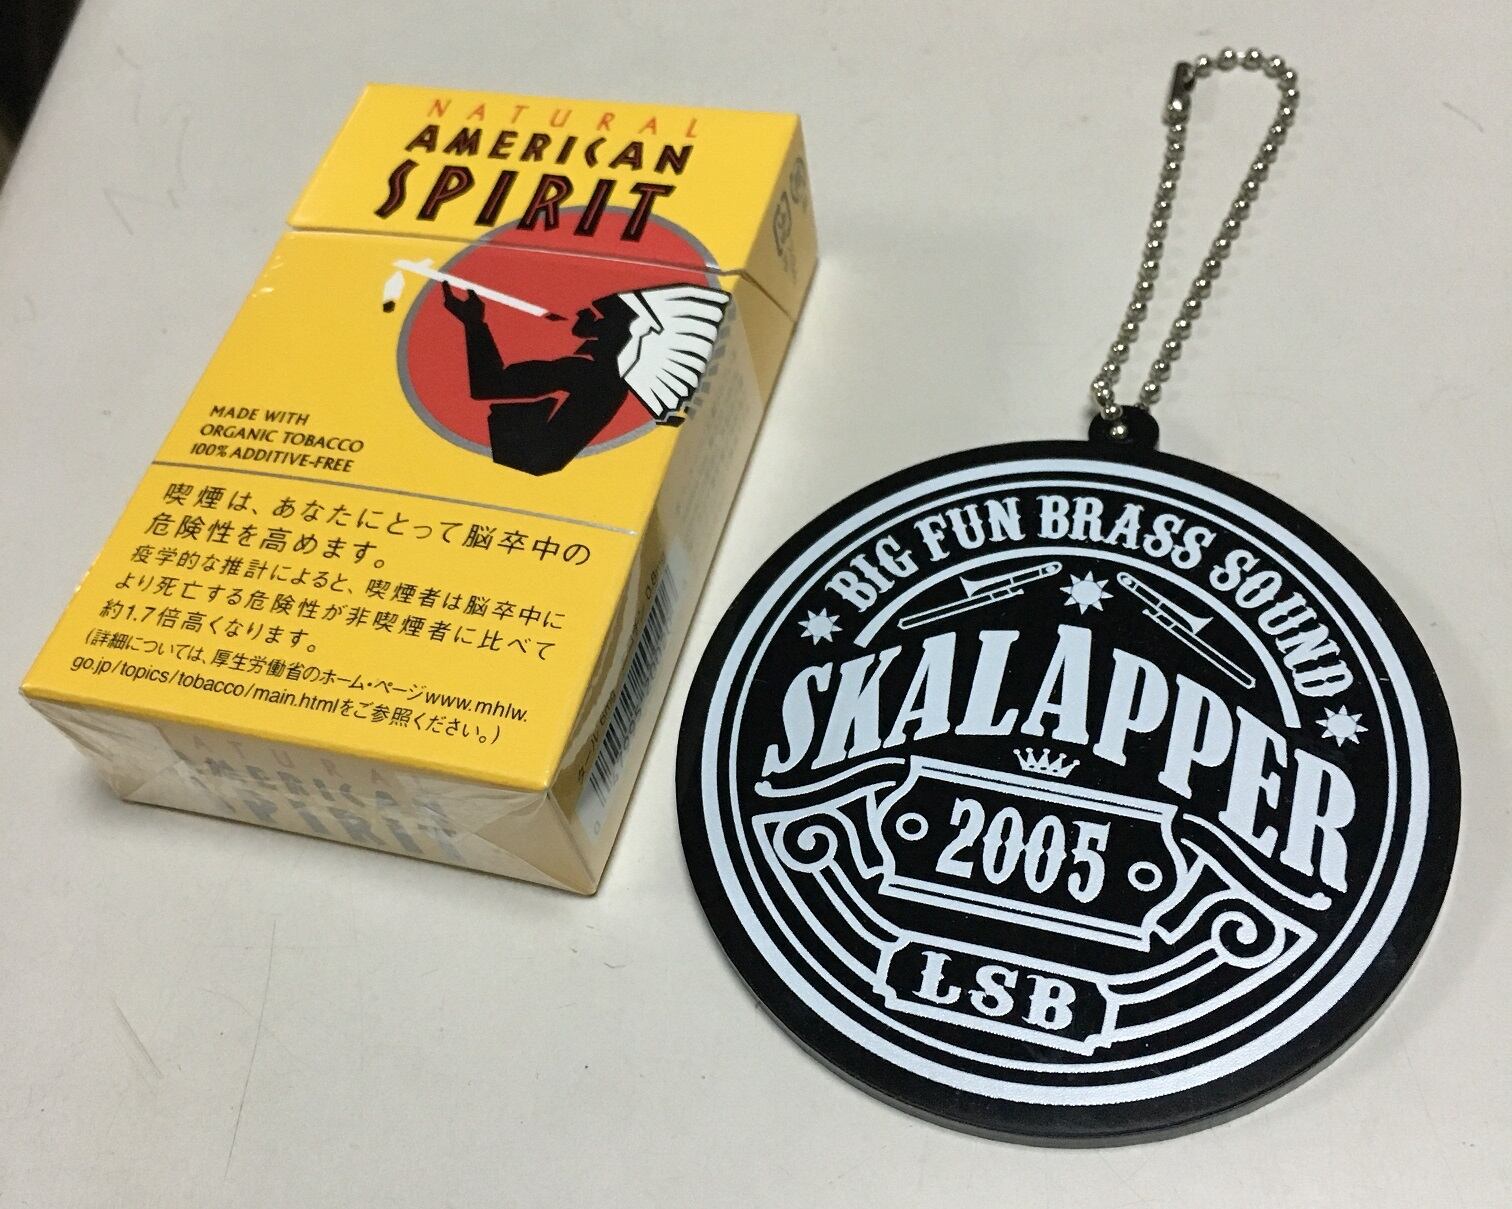 NATURAL
AMERICAN
SPIRIT
MADE WITH
ORGANIC TOBACCO
100% ADDITIVE-FREE
喫煙は、あなたにとって脳卒中の
危険性を高めます。
疫学的な推計によると、喫煙者は脳卒中に
より死亡する危険性が非喫煙者に比べて
約1.7倍高くなります。
(詳細については、厚生労働省のホーム・ページwww.mhlw.
go.jp/topics/tobacco/main.htmlをご参照ください。)
NATURAL
AMERICAN
SPIRIT
BIG FUN BRASS SOUND
SKALAPPER
2005
LSB